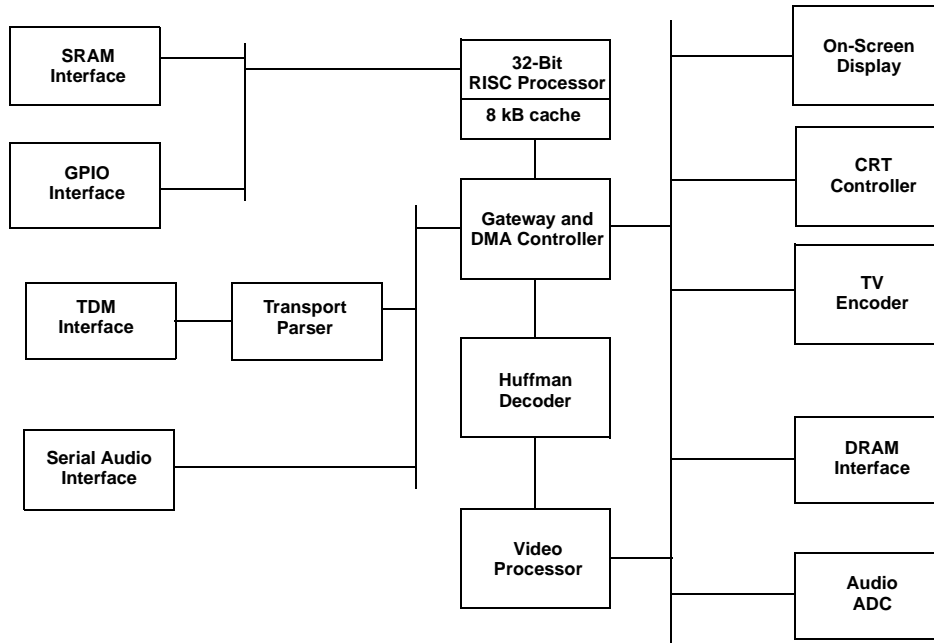 SRAM
Interface
GPIO
Interface
TDM
Interface
Transport
Parser
Serial Audio
Interface
32-Bit
RISC Processor
8 kB cache
Gateway and
DMA Controller
Huffman
Decoder
Video
Processor
On-Screen
Display
CRT
Controller
TV
Encoder
DRAM
Interface
Audio
ADC